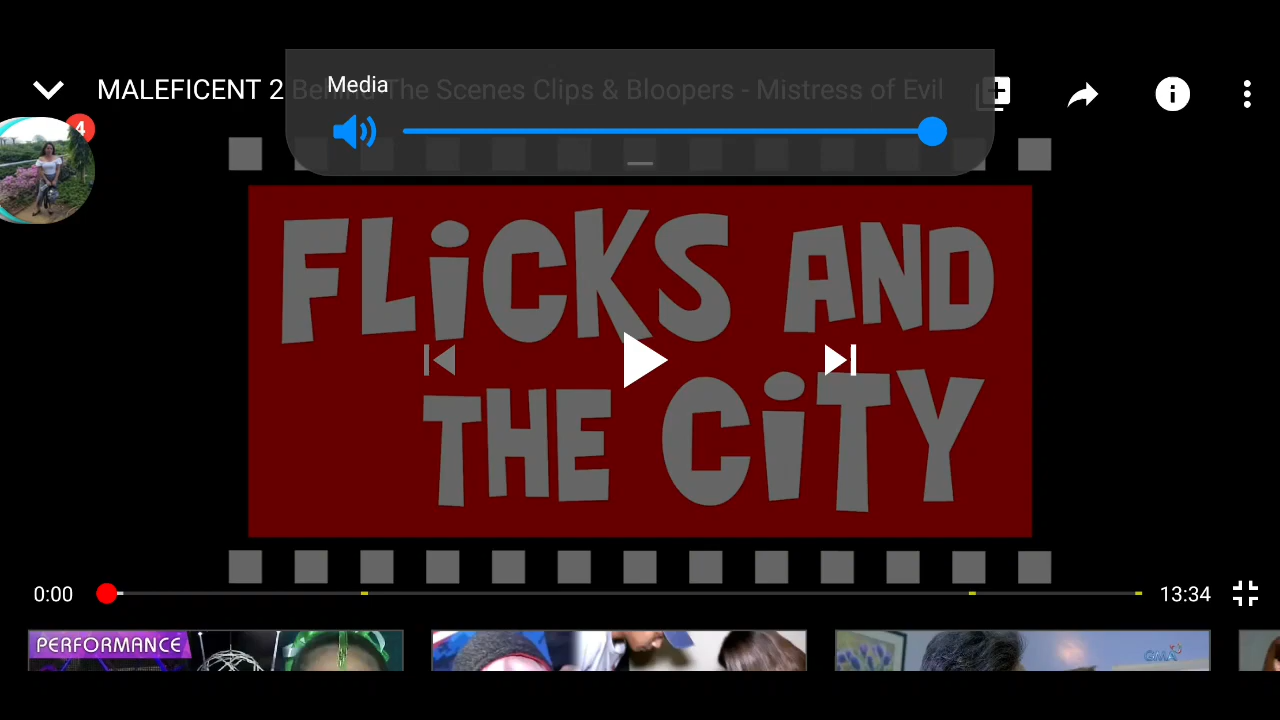 Media
MALEFICENT 2 Behind The Scenes Clips & Bloopers - Mistress of Evil
4
FLiCKS AND
THE CiTY
0:00
13:34
PERFORMANCE
GMA